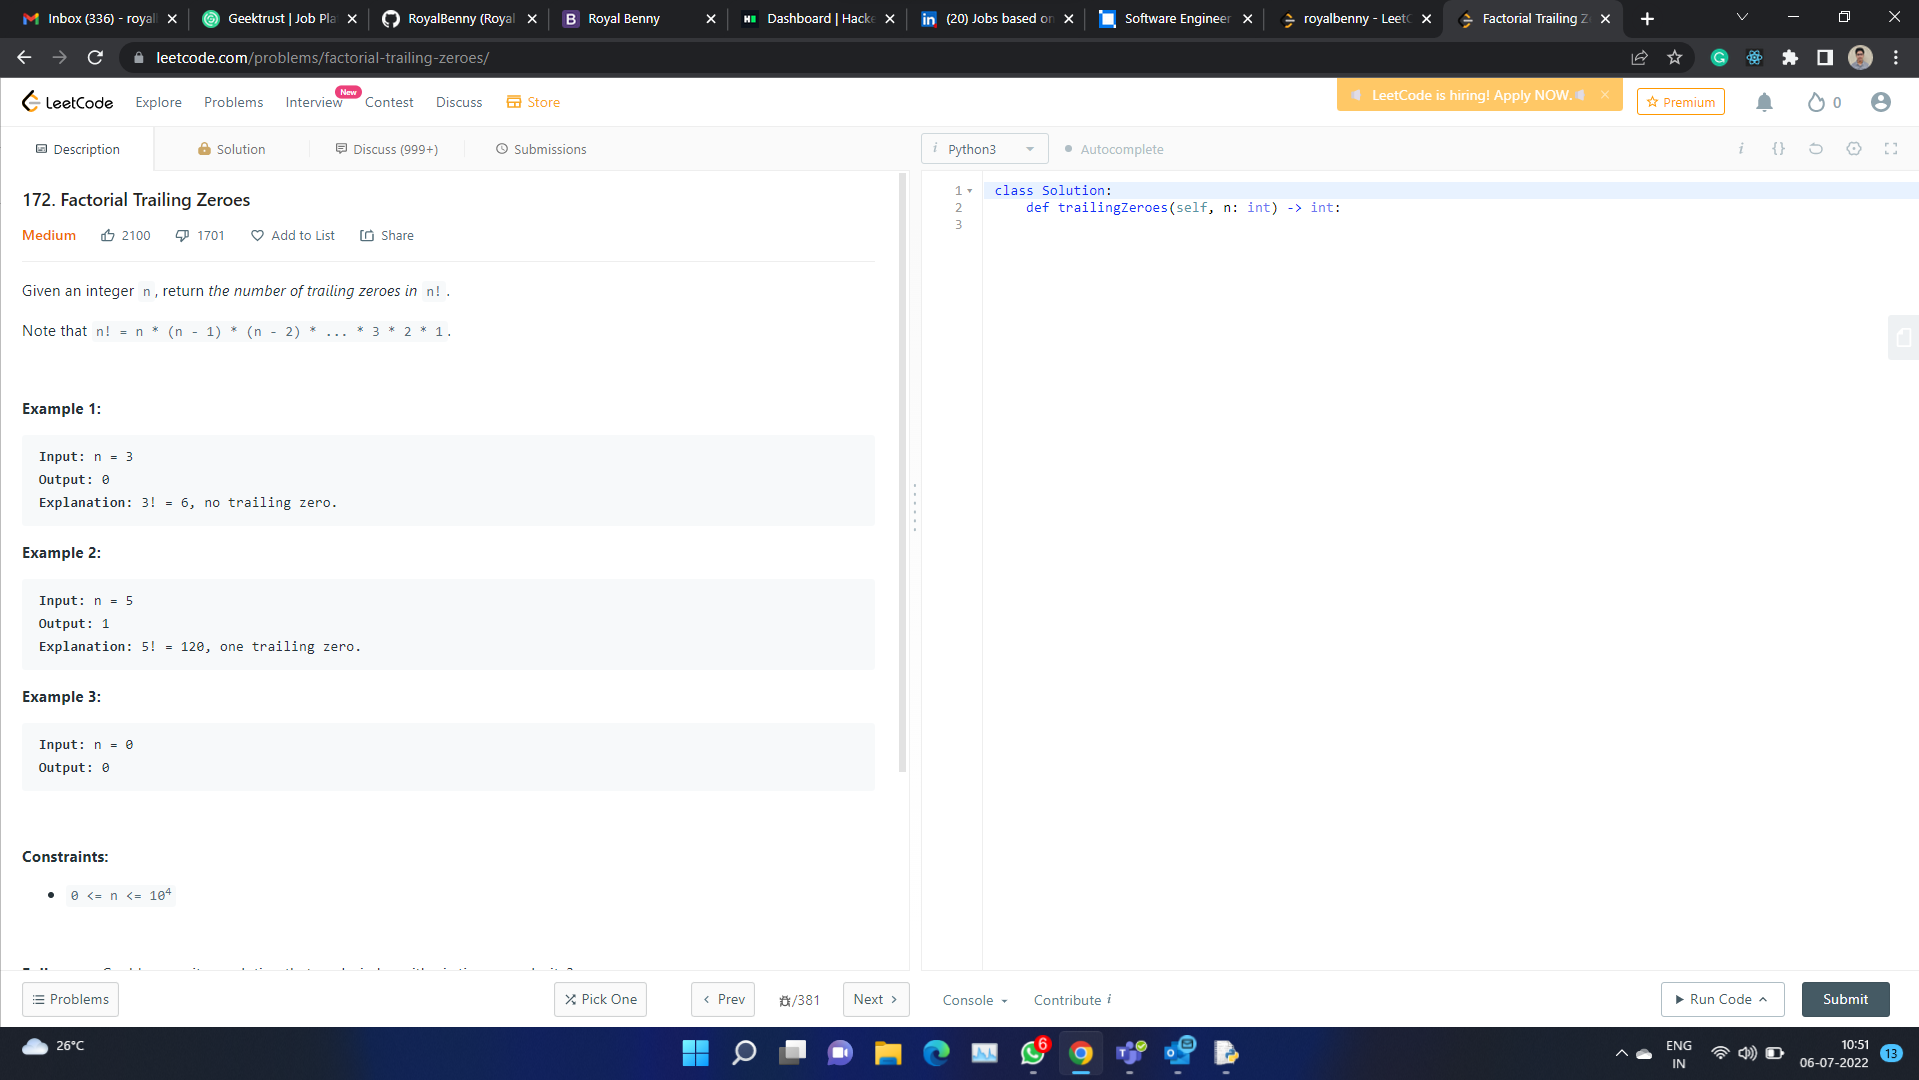 Inbox (336) - royal
Geektrust | Job Pla
RoyalBenny (Royal
Royal Benny
Dashboard | Hacke
(20) Jobs based on
Software Engineer
royalbenny - LeetC
Factorial Trailing Z
leetcode.com/problems/factorial-trailing-zeroes/
LeetCode Explore Problems Interview New Contest Discuss Store
LeetCode is hiring! Apply NOW.
Premium
0
Description Solution Discuss (999+) Submissions
i Python3 Autocomplete
172. Factorial Trailing Zeroes
Medium 2100 1701 Add to List Share
Given an integer n, return the number of trailing zeroes in n!.
Note that n! = n * (n - 1) * (n - 2) * ... * 3 * 2 * 1.
Example 1:
Input: n = 3
Output: 0
Explanation: 3! = 6, no trailing zero.
Example 2:
Input: n = 5
Output: 1
Explanation: 5! = 120, one trailing zero.
Example 3:
Input: n = 0
Output: 0
Constraints:
0 <= n <= 10⁴
1 class Solution:
2 def trailingZeroes(self, n: int) -> int:
3
Problems
Pick One
Prev
/381
Next
Console
Contribute i
Run Code
Submit
26°C
6
ENG
IN
10:51
06-07-2022
13